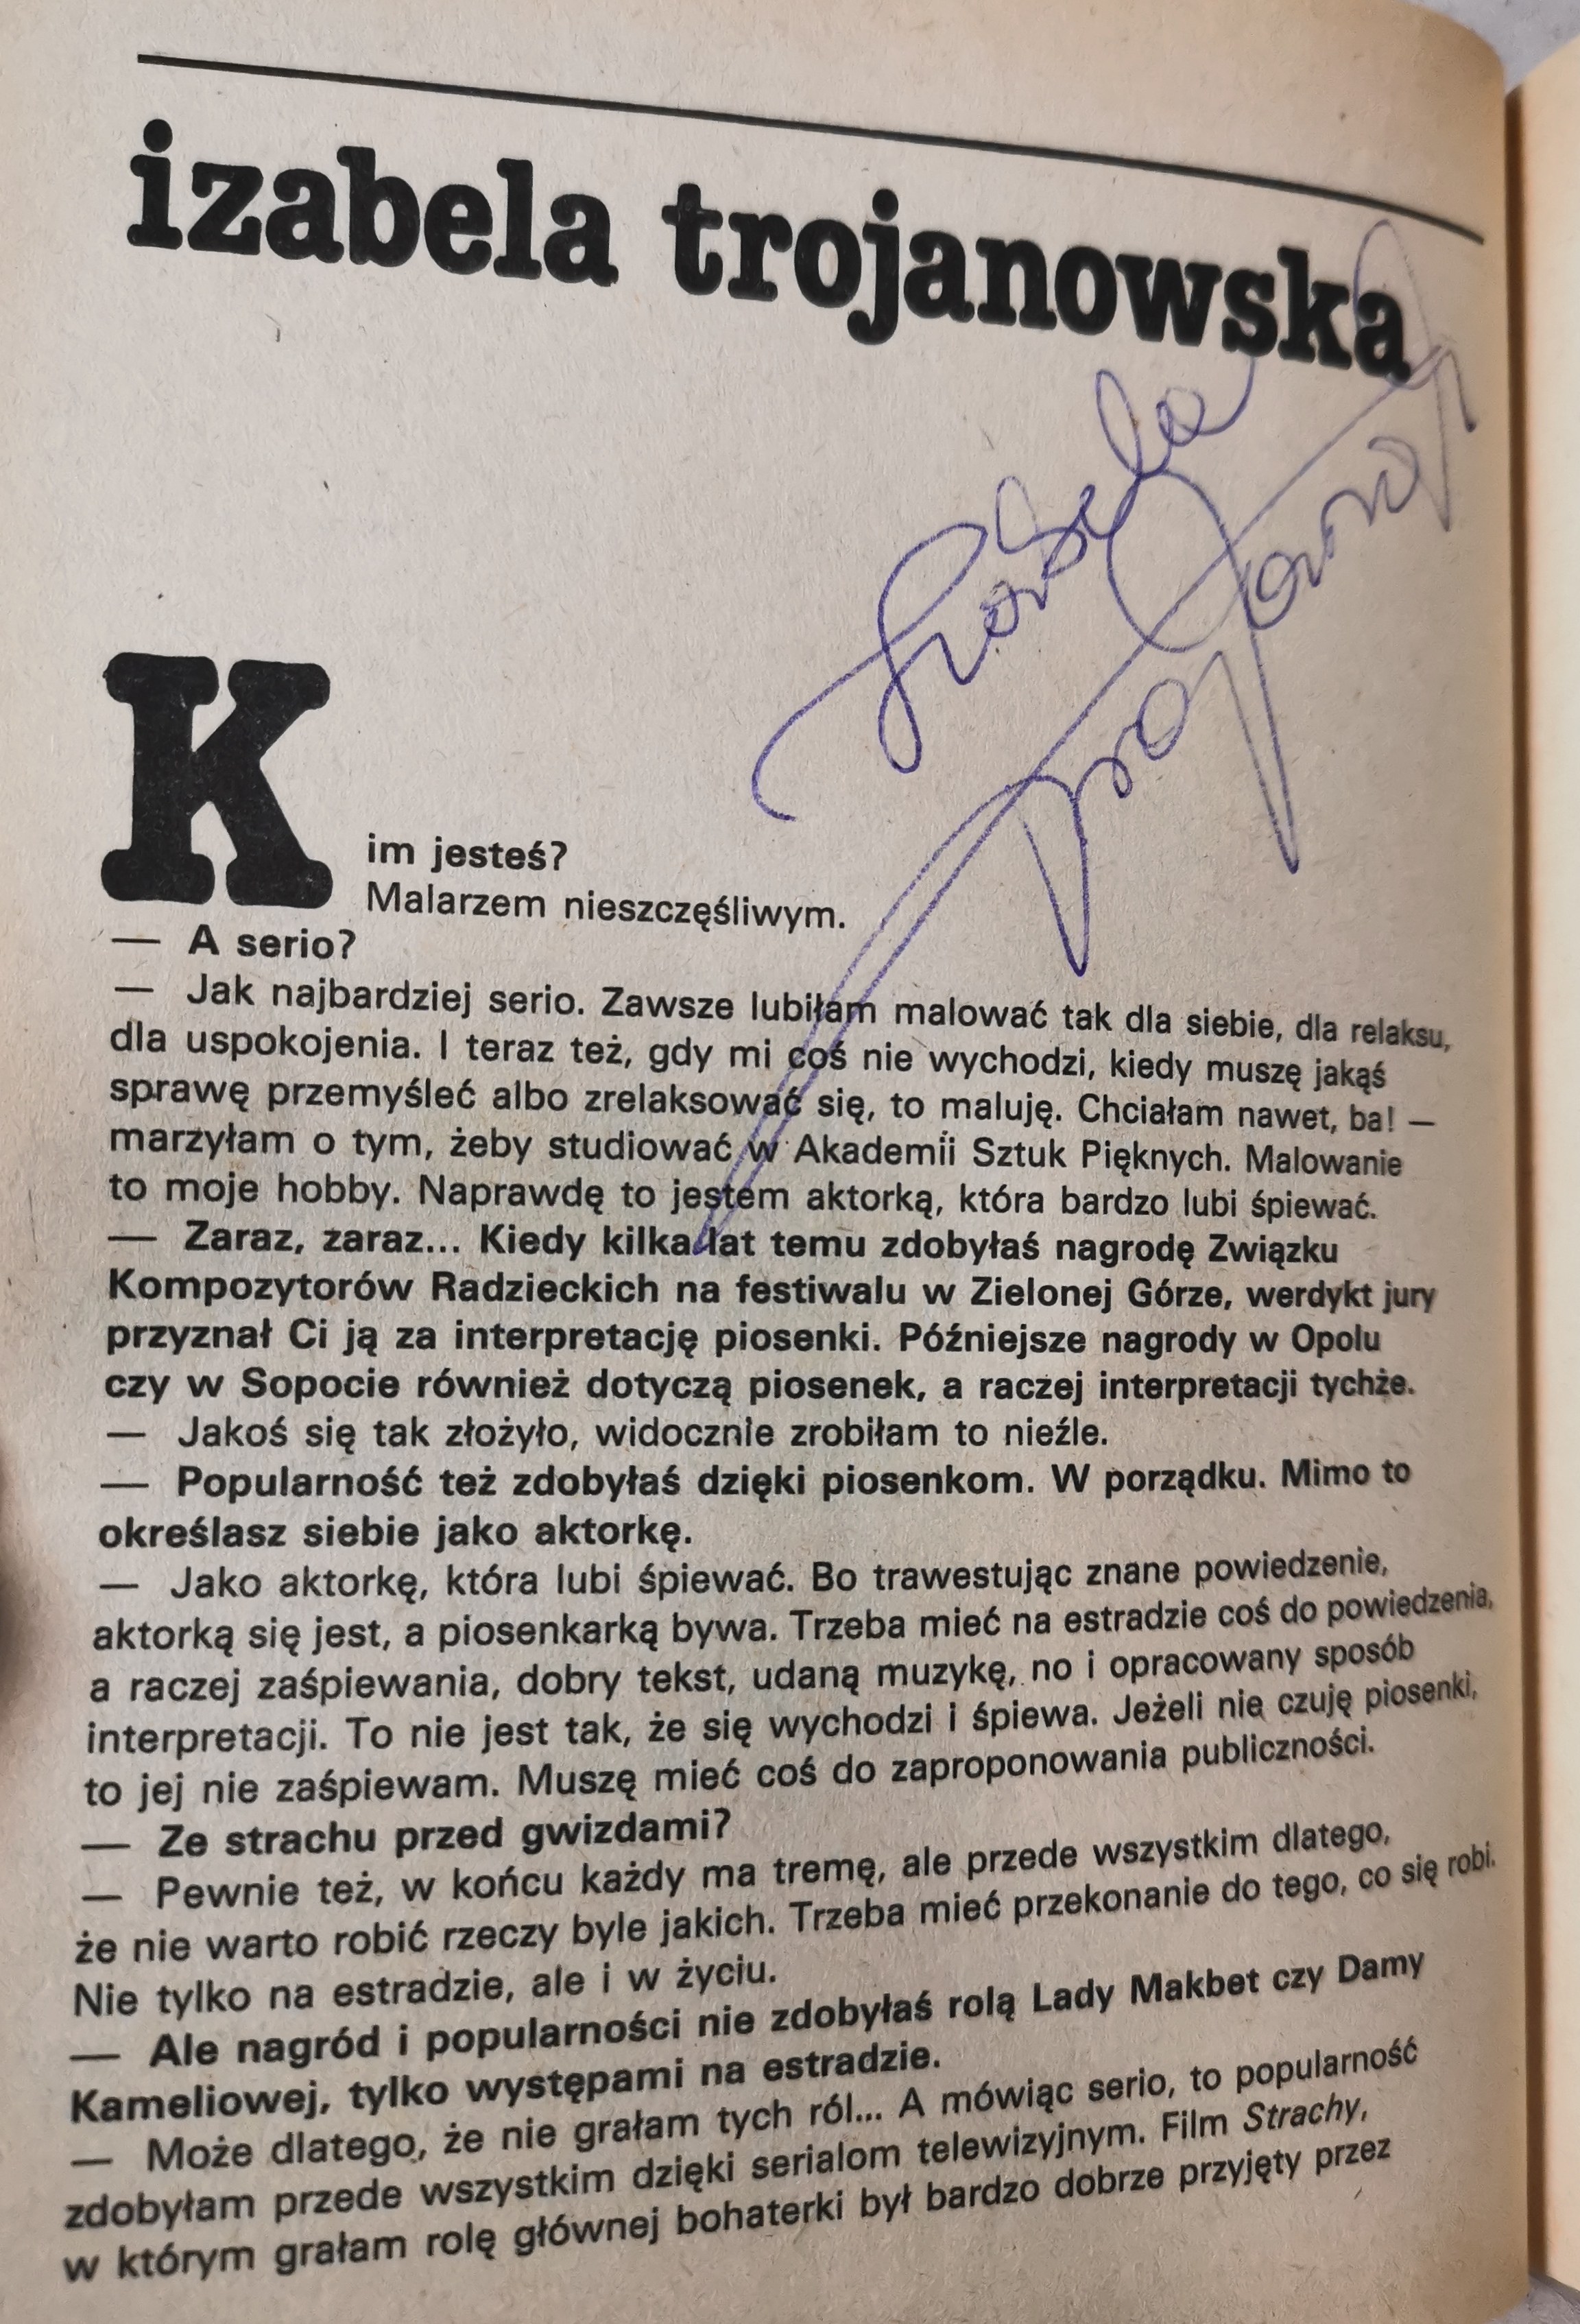 izabela trojanowska
Izabela
Trojanowska
Kim jesteś?
Malarzem nieszczęśliwym.
— A serio?
— Jak najbardziej serio. Zawsze lubiłam malować tak dla siebie, dla relaksu,
dla uspokojenia. I teraz też, gdy mi coś nie wychodzi, kiedy muszę jakąś
sprawę przemyśleć albo zrelaksować się, to maluję. Chciałam nawet, ba! —
marzyłam o tym, żeby studiować w Akademii Sztuk Pięknych. Malowanie
to moje hobby. Naprawdę to jestem aktorką, która bardzo lubi śpiewać.
— Zaraz, zaraz... Kiedy kilka lat temu zdobyłaś nagrodę Związku
Kompozytorów Radzieckich na festiwalu w Zielonej Górze, werdykt jury
przyznał Ci ją za interpretację piosenki. Późniejsze nagrody w Opolu
czy w Sopocie również dotyczą piosenek, a raczej interpretacji tychże.
— Jakoś się tak złożyło, widocznie zrobiłam to nieźle.
— Popularność też zdobyłaś dzięki piosenkom. W porządku. Mimo to
określasz siebie jako aktorkę.
— Jako aktorkę, która lubi śpiewać. Bo trawestując znane powiedzenie,
aktorką się jest, a piosenkarką bywa. Trzeba mieć na estradzie coś do powiedzenia,
a raczej zaśpiewania, dobry tekst, udaną muzykę, no i opracowany sposób
interpretacji. To nie jest tak, że się wychodzi i śpiewa. Jeżeli nie czuję piosenki,
to jej nie zaśpiewam. Muszę mieć coś do zaproponowania publiczności.
— Ze strachu przed gwizdami?
— Pewnie też, w końcu każdy ma tremę, ale przede wszystkim dlatego,
że nie warto robić rzeczy byle jakich. Trzeba mieć przekonanie do tego, co się robi.
Nie tylko na estradzie, ale i w życiu.
— Ale nagród i popularności nie zdobyłaś rolą Lady Makbet czy Damy
Kameliowej, tylko występami na estradzie.
— Może dlatego, że nie grałam tych ról... A mówiąc serio, to popularność
zdobyłam przede wszystkim dzięki serialom telewizyjnym. Film Strachy,
w którym grałam rolę głównej bohaterki był bardzo dobrze przyjęty przez